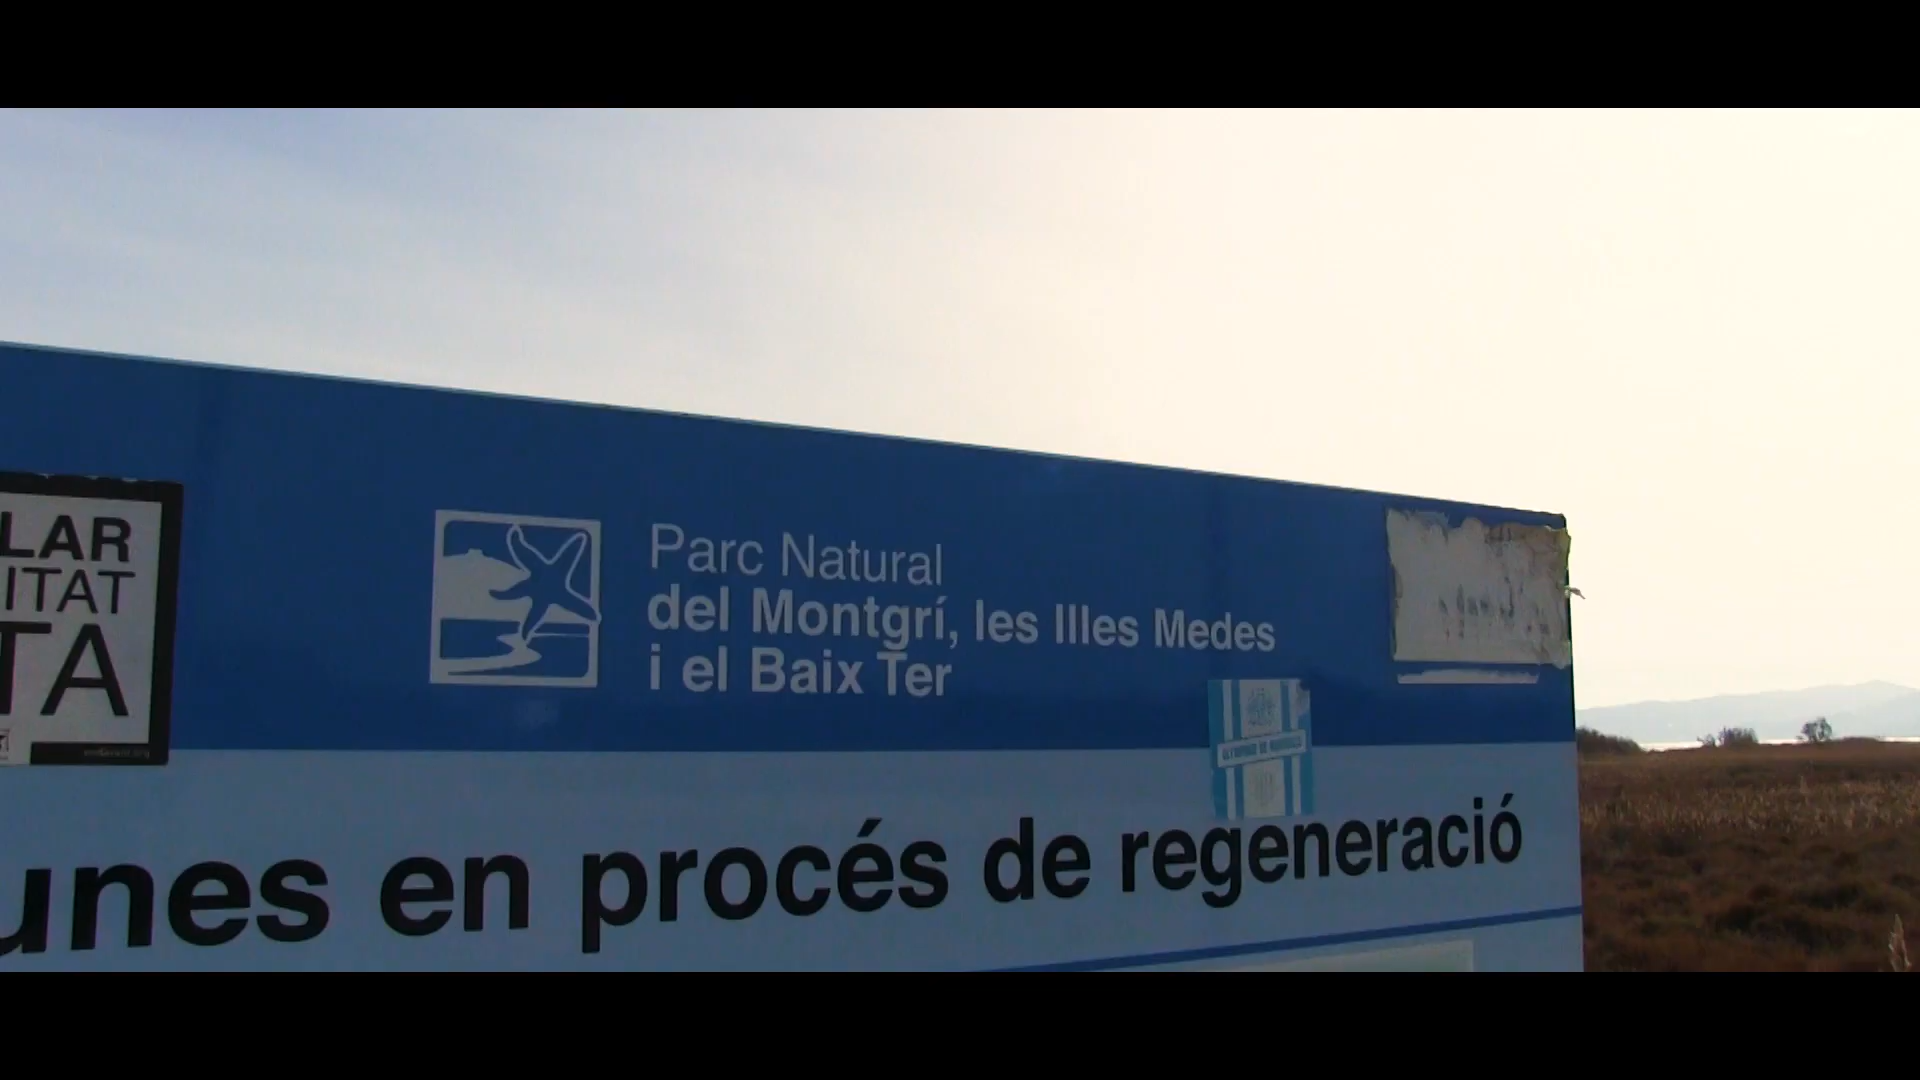 LAR
ITAT
TA
Parc Natural
del Montgrí, les Illes Medes
i el Baix Ter
unes en procés de regeneració